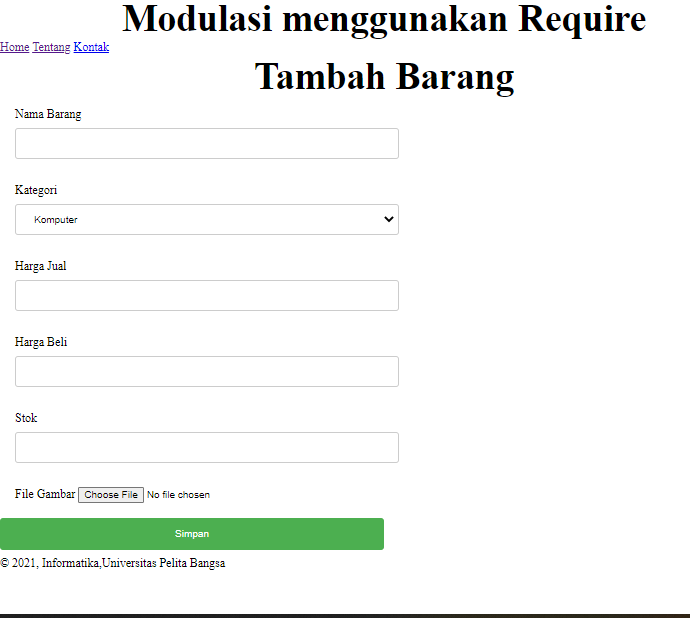 Modulasi menggunakan Require
Home Tentang Kontak
Tambah Barang
Nama Barang
Kategori
Komputer
Harga Jual
Harga Beli
Stok
File Gambar Choose File No file chosen
Simpan
© 2021, Informatika,Universitas Pelita Bangsa